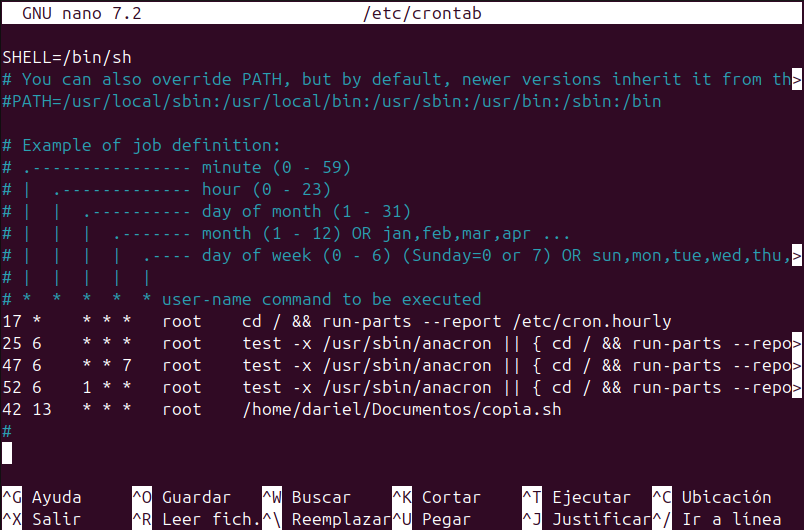 GNU nano 7.2 /etc/crontab
SHELL=/bin/sh
# You can also override PATH, but by default, newer versions inherit it from th>
#PATH=/usr/local/sbin:/usr/local/bin:/usr/sbin:/usr/bin:/sbin:/bin
# Example of job definition:
# .---------------- minute (0 - 59)
# |  .------------- hour (0 - 23)
# |  |  .---------- day of month (1 - 31)
# |  |  |  .------- month (1 - 12) OR jan,feb,mar,apr ...
# |  |  |  |  .---- day of week (0 - 6) (Sunday=0 or 7) OR sun,mon,tue,wed,thu,>
# |  |  |  |  |
# *  *  *  *  * user-name command to be executed
17 *    * * *   root    cd / && run-parts --report /etc/cron.hourly
25 6    * * *   root    test -x /usr/sbin/anacron || { cd / && run-parts --repo>
47 6    * * 7   root    test -x /usr/sbin/anacron || { cd / && run-parts --repo>
52 6    1 * *   root    test -x /usr/sbin/anacron || { cd / && run-parts --repo>
42 13   * * *   root    /home/dariel/Documentos/copia.sh
#
^G Ayuda ^O Guardar ^W Buscar ^K Cortar ^T Ejecutar ^C Ubicación
^X Salir ^R Leer fich. ^\ Reemplazar ^U Pegar ^J Justificar ^/ Ir a línea